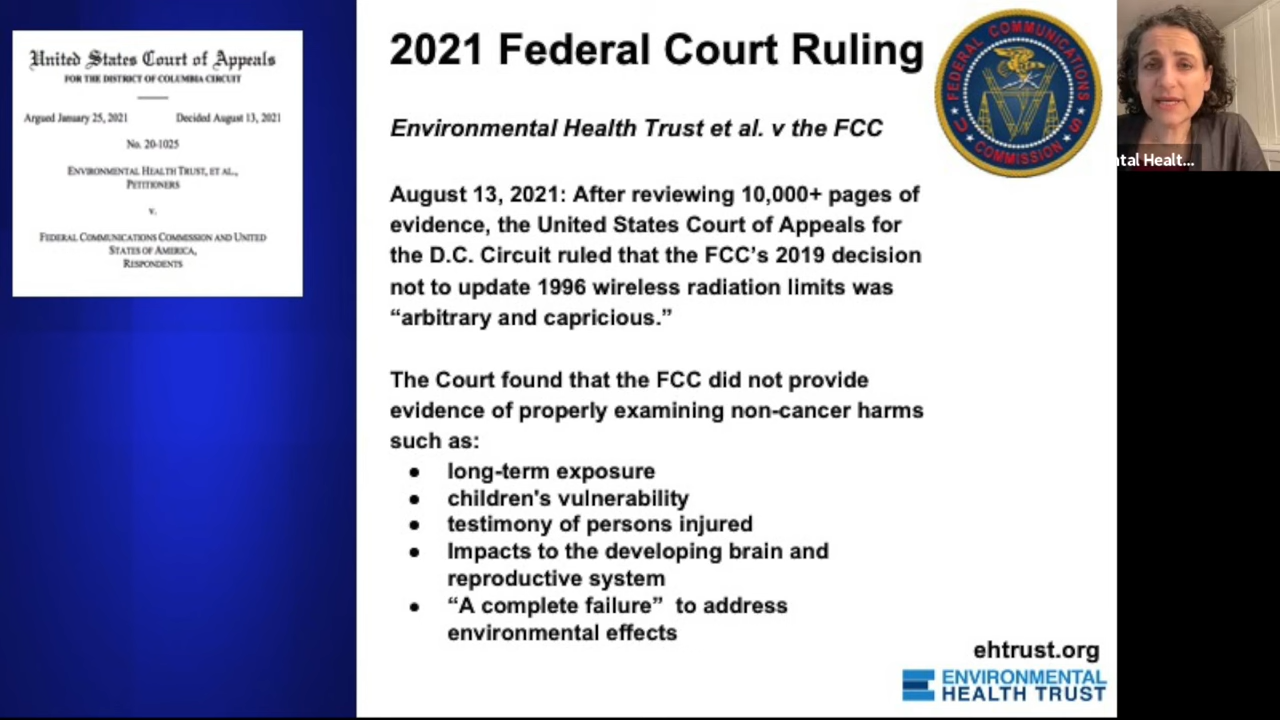 United States Court of Appeals
FOR THE DISTRICT OF COLUMBIA CIRCUIT
Argued January 25, 2021 Decided August 13, 2021
No. 20-1025
ENVIRONMENTAL HEALTH TRUST, ET AL.,
PETITIONERS
v.
FEDERAL COMMUNICATIONS COMMISSION AND UNITED
STATES OF AMERICA,
RESPONDENTS
2021 Federal Court Ruling
Environmental Health Trust et al. v the FCC
August 13, 2021: After reviewing 10,000+ pages of
evidence, the United States Court of Appeals for
the D.C. Circuit ruled that the FCC’s 2019 decision
not to update 1996 wireless radiation limits was
“arbitrary and capricious.”
The Court found that the FCC did not provide
evidence of properly examining non-cancer harms
such as:
● long-term exposure
● children's vulnerability
● testimony of persons injured
● Impacts to the developing brain and
reproductive system
● “A complete failure” to address
environmental effects
FEDERAL COMMUNICATIONS
COMMISSION
U S
ntal Healt...
ehtrust.org
ENVIRONMENTAL
HEALTH TRUST